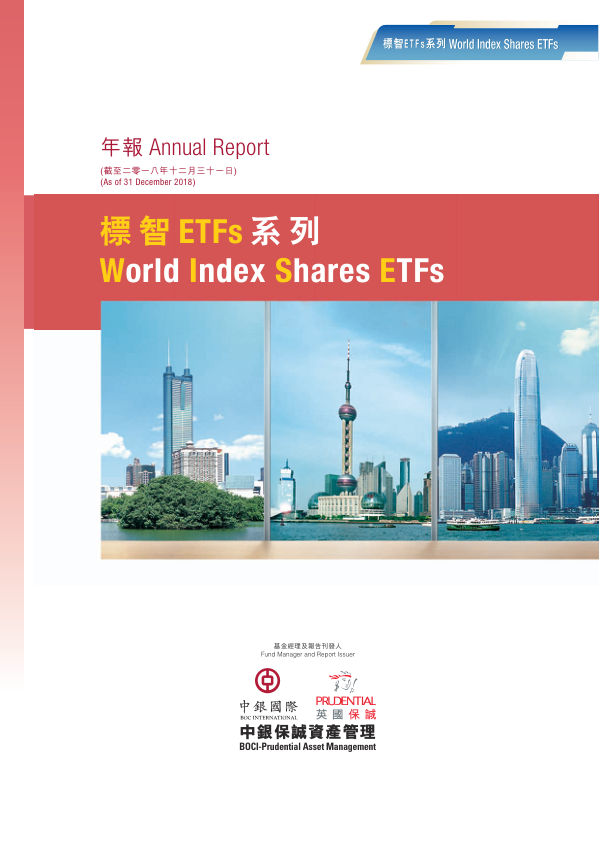 標智ETFs系列 World Index Shares ETFs
年報 Annual Report
(截至二零一八年十二月三十一日)
(As of 31 December 2018)
標智ETFs系列
World Index Shares ETFs
基金經理及報告刊發人
Fund Manager and Report Issuer
中銀國際
BOC INTERNATIONAL
PRUDENTIAL
英國保誠
中銀保誠資產管理
BOCI-Prudential Asset Management